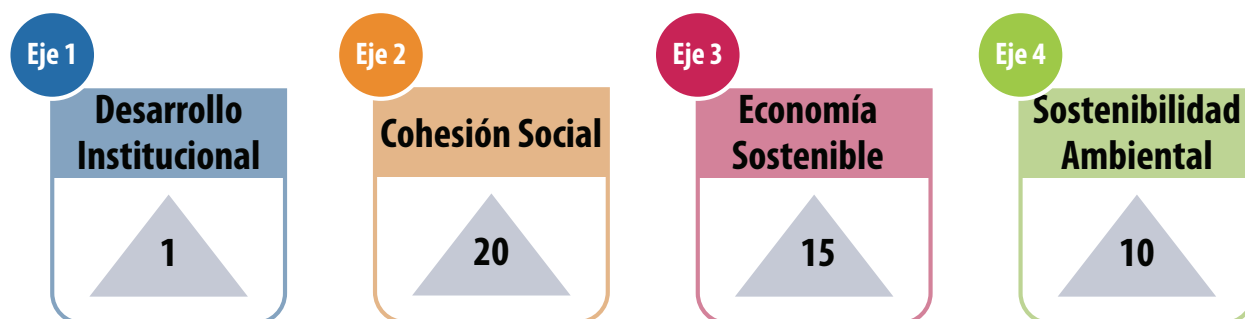 Eje 1
Desarrollo
Institucional
1
Eje 2
Cohesión Social
20
Eje 3
Economía
Sostenible
15
Eje 4
Sostenibilidad
Ambiental
10